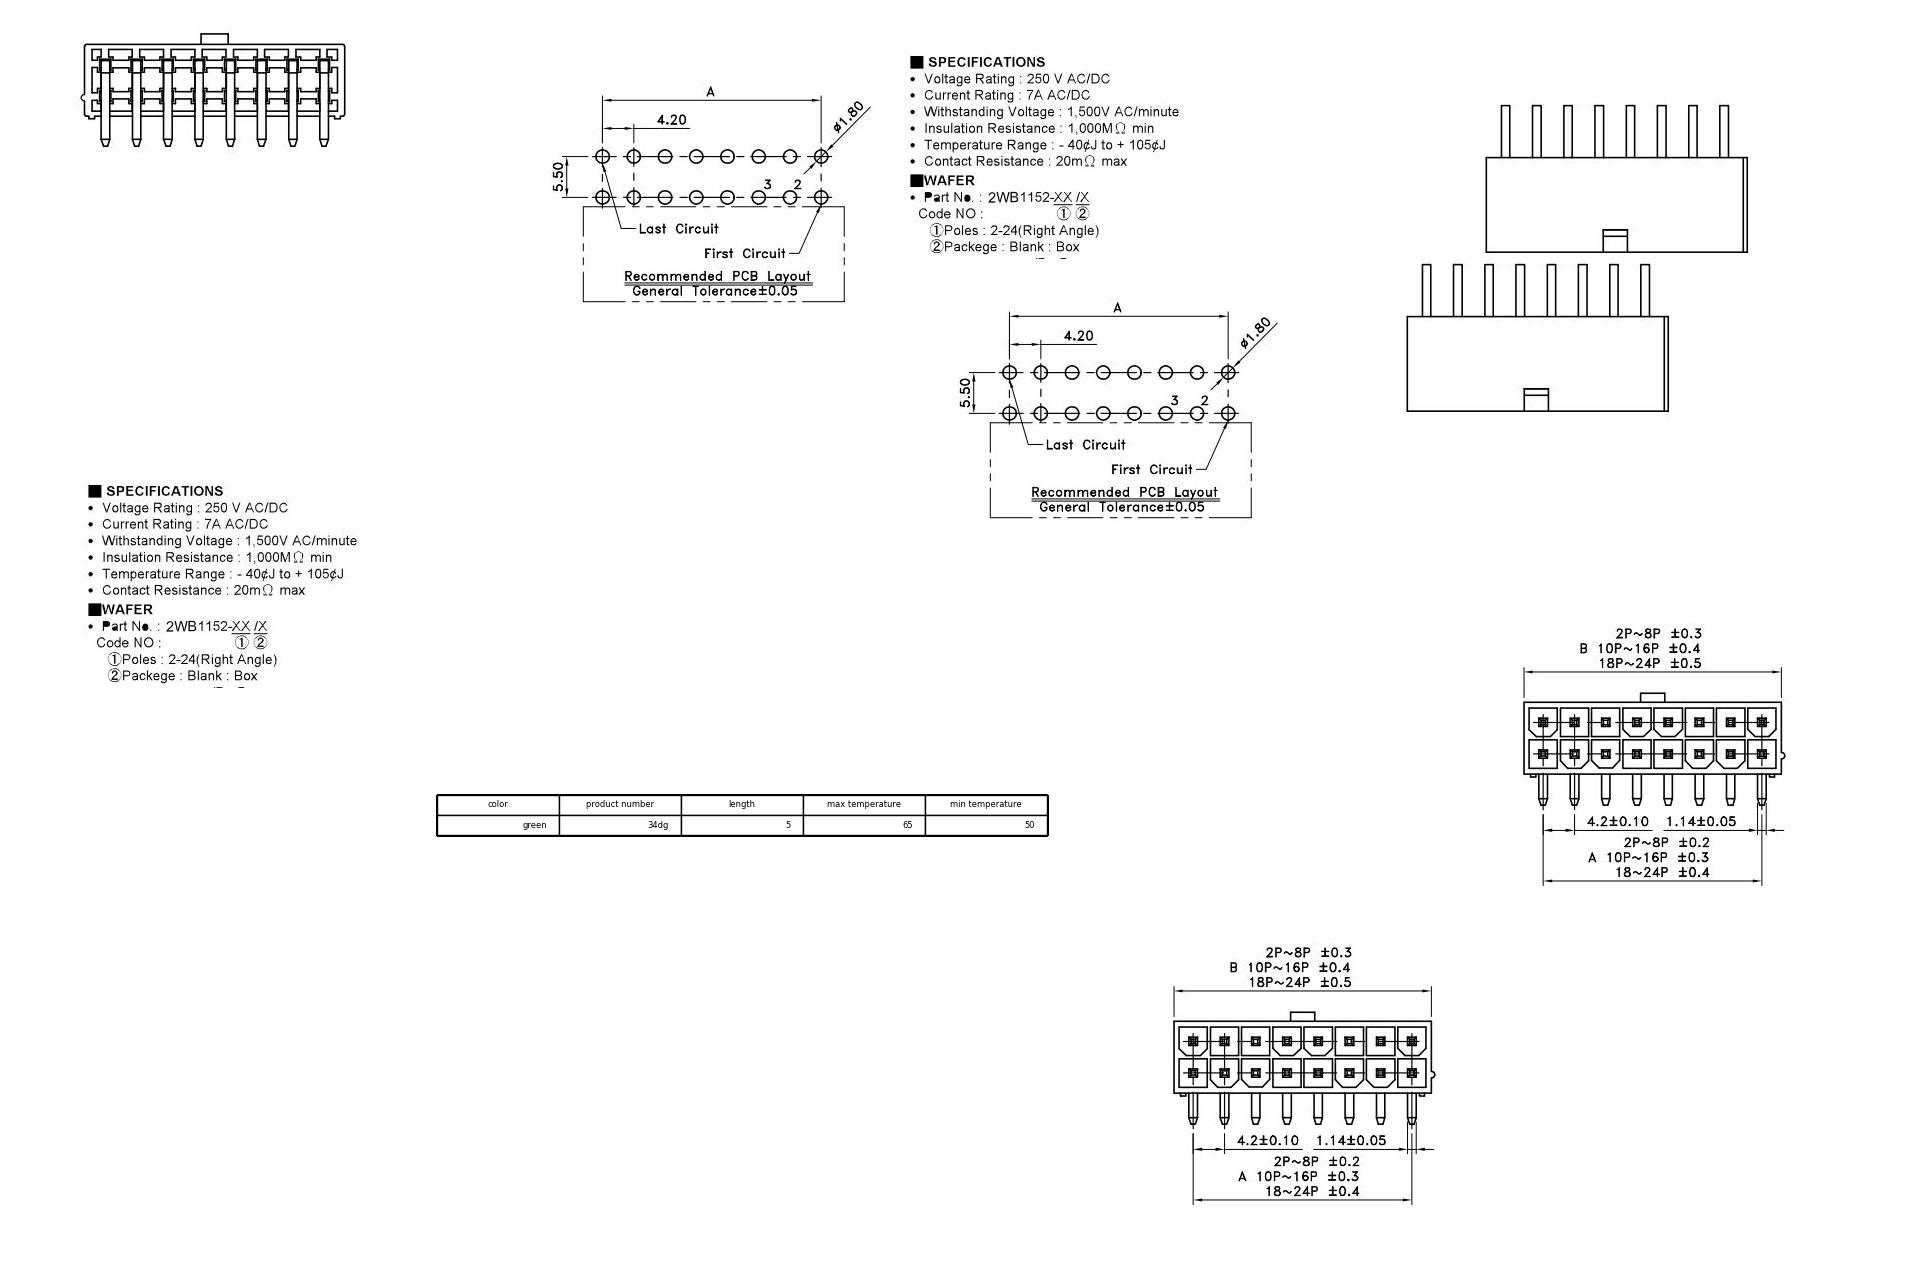 A
4.20
ø1.80
5.50
3 2
Last Circuit
First Circuit
Recommended PCB Layout
General Tolerance±0.05
■ SPECIFICATIONS
• Voltage Rating : 250 V AC/DC
• Current Rating : 7A AC/DC
• Withstanding Voltage : 1,500V AC/minute
• Insulation Resistance : 1,000MΩ min
• Temperature Range : - 40¢J to + 105¢J
• Contact Resistance : 20mΩ max
■WAFER
• Part No. : 2WB1152-XX /X
Code NO : ① ②
①Poles : 2-24(Right Angle)
②Packege : Blank : Box
A
4.20
ø1.80
5.50
3 2
Last Circuit
First Circuit
Recommended PCB Layout
General Tolerance±0.05
■ SPECIFICATIONS
• Voltage Rating : 250 V AC/DC
• Current Rating : 7A AC/DC
• Withstanding Voltage : 1,500V AC/minute
• Insulation Resistance : 1,000MΩ min
• Temperature Range : - 40¢J to + 105¢J
• Contact Resistance : 20mΩ max
■WAFER
• Part No. : 2WB1152-XX /X
Code NO : ① ②
①Poles : 2-24(Right Angle)
②Packege : Blank : Box
2P~8P ±0.3
B 10P~16P ±0.4
18P~24P ±0.5
4.2±0.10 1.14±0.05
2P~8P ±0.2
A 10P~16P ±0.3
18~24P ±0.4
color product number length max temperature min temperature
green 34dg 5 65 50
2P~8P ±0.3
B 10P~16P ±0.4
18P~24P ±0.5
4.2±0.10 1.14±0.05
2P~8P ±0.2
A 10P~16P ±0.3
18~24P ±0.4